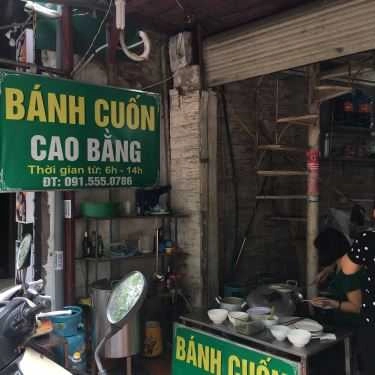 BÁNH CUỐN
CAO BẰNG
Thời gian từ: 6h - 14h
ĐT: 091.555.0786
BÁNH CUỐN